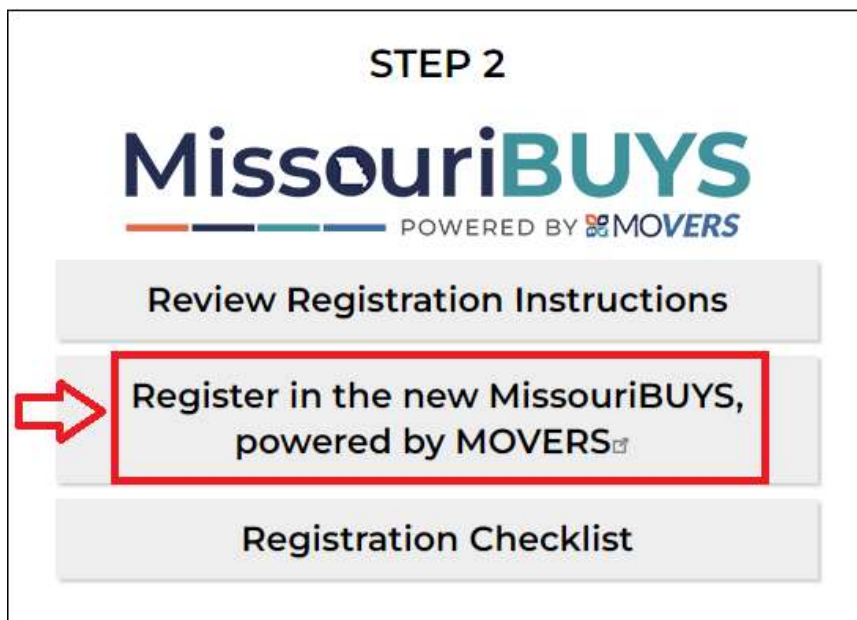 STEP 2
MissouriBUYS
POWERED BY MOVERS
Review Registration Instructions
Register in the new MissouriBUYS,
powered by MOVERS
Registration Checklist